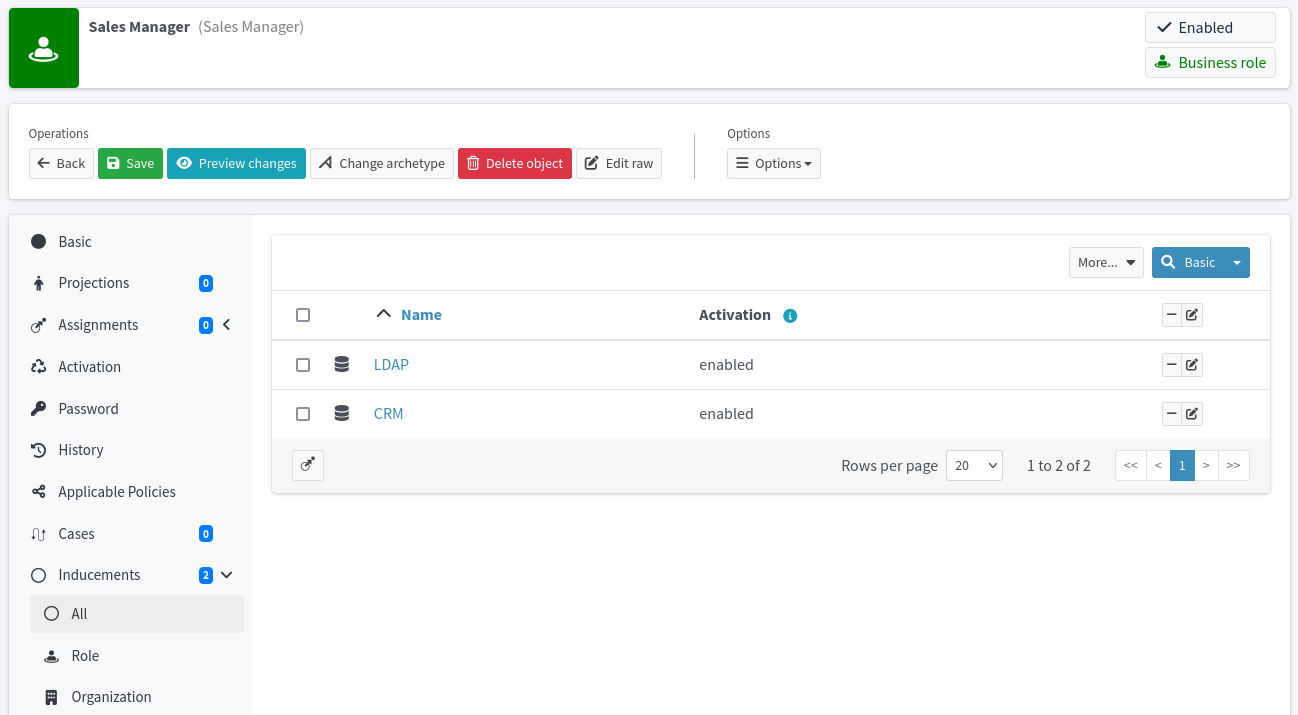 Sales Manager (Sales Manager)
Enabled
Business role
Operations
Back Save Preview changes Change archetype Delete object Edit raw
Options
Options
Basic
Projections 0
Assignments 0
Activation
Password
History
Applicable Policies
Cases 0
Inducements 2
All
Role
Organization
More... Basic
Name Activation
LDAP enabled
CRM enabled
Rows per page 20 1 to 2 of 2 << < 1 > >>